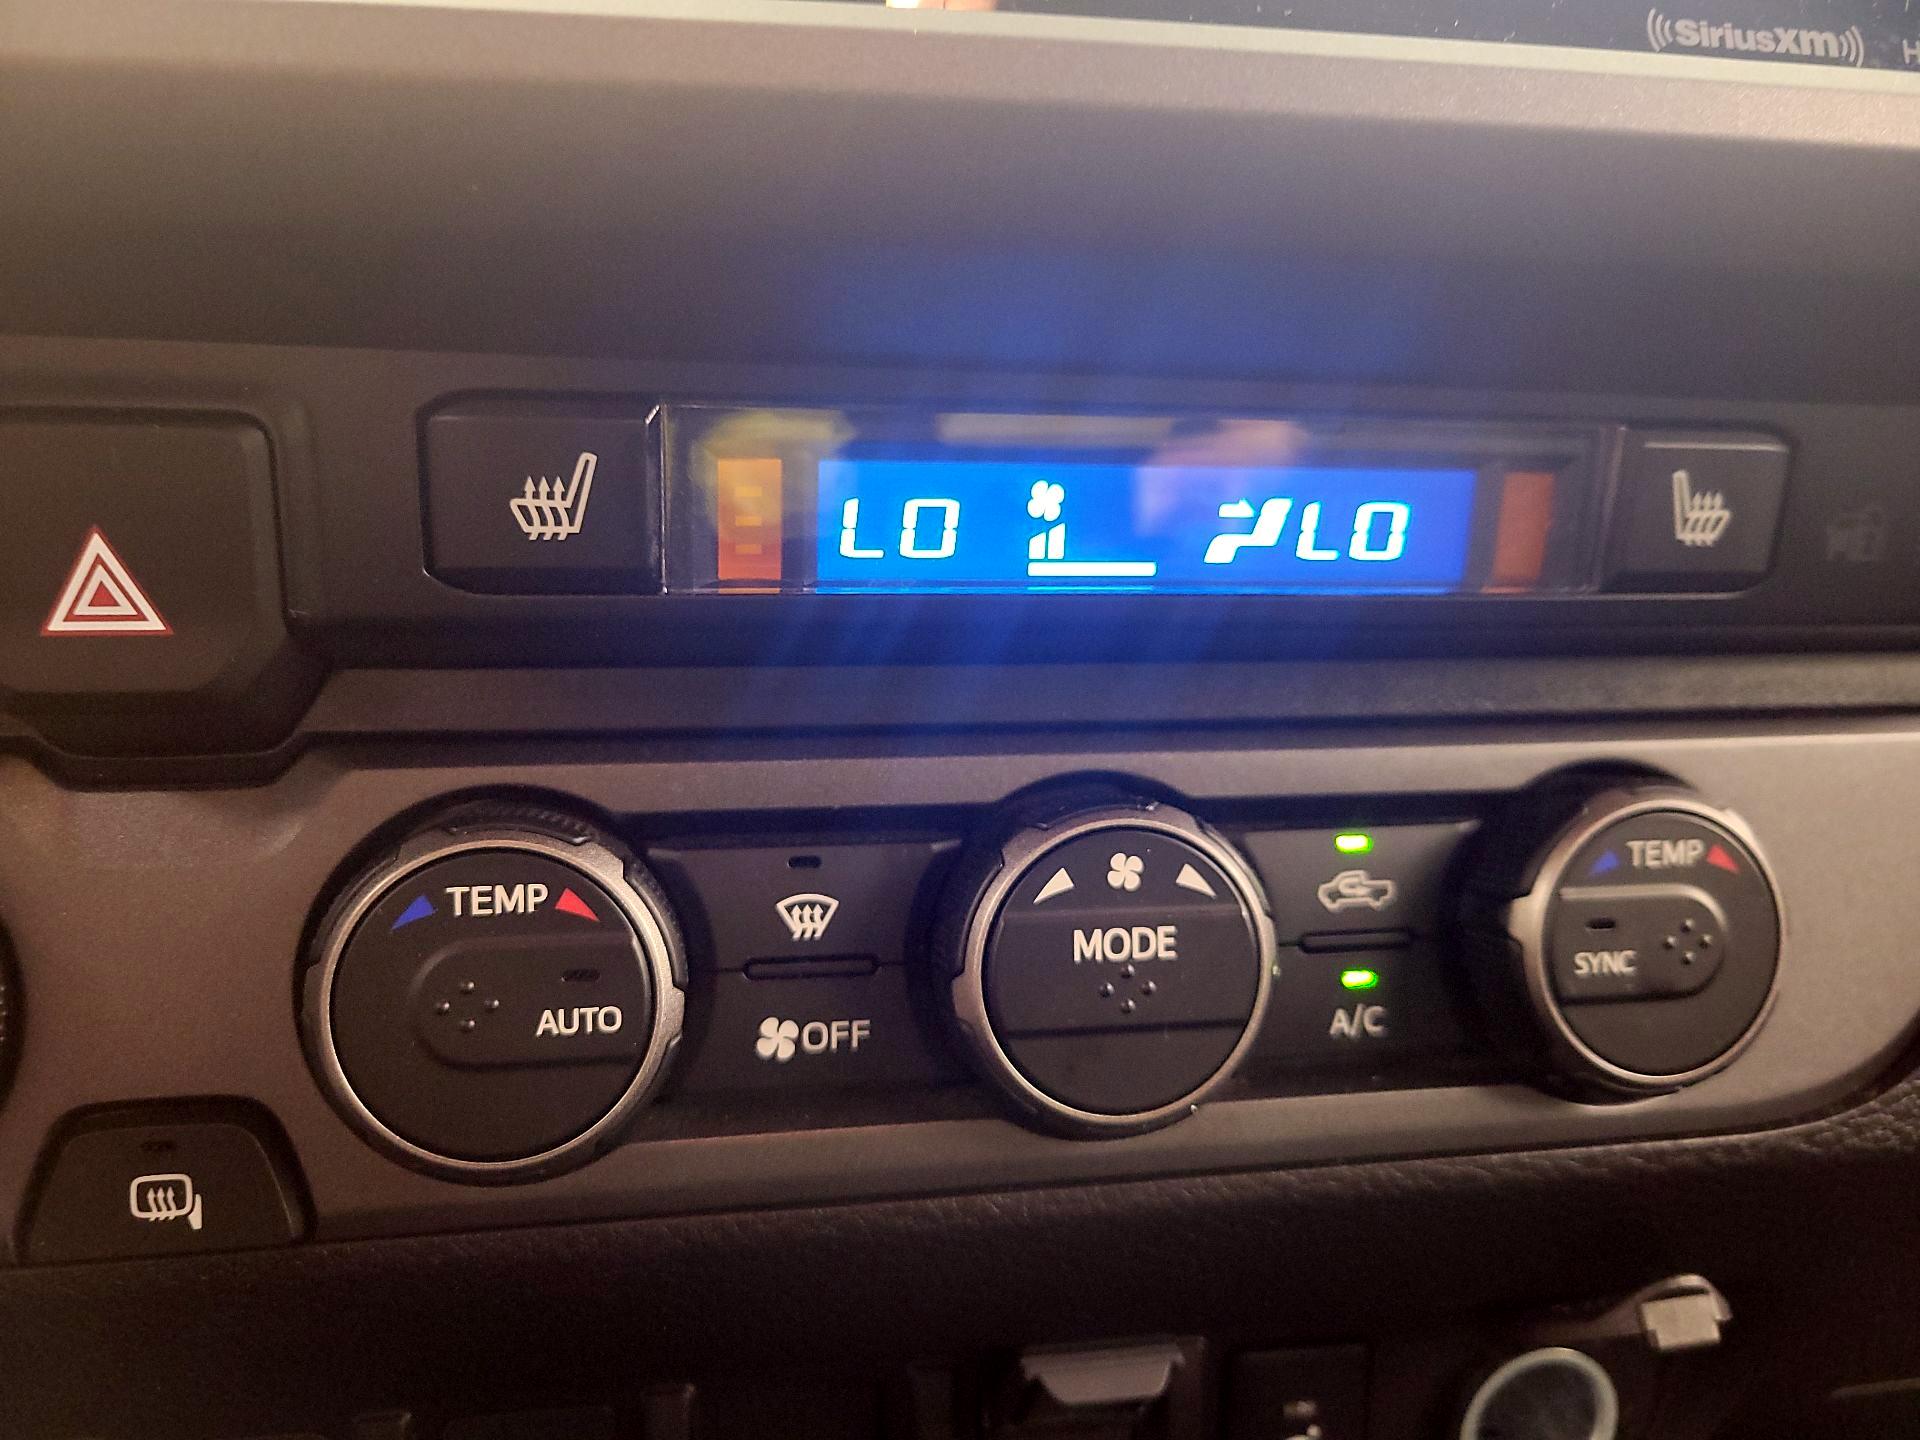 ((SiriusXM))
LO LO
TEMP
AUTO
OFF
MODE
A/C
TEMP
SYNC